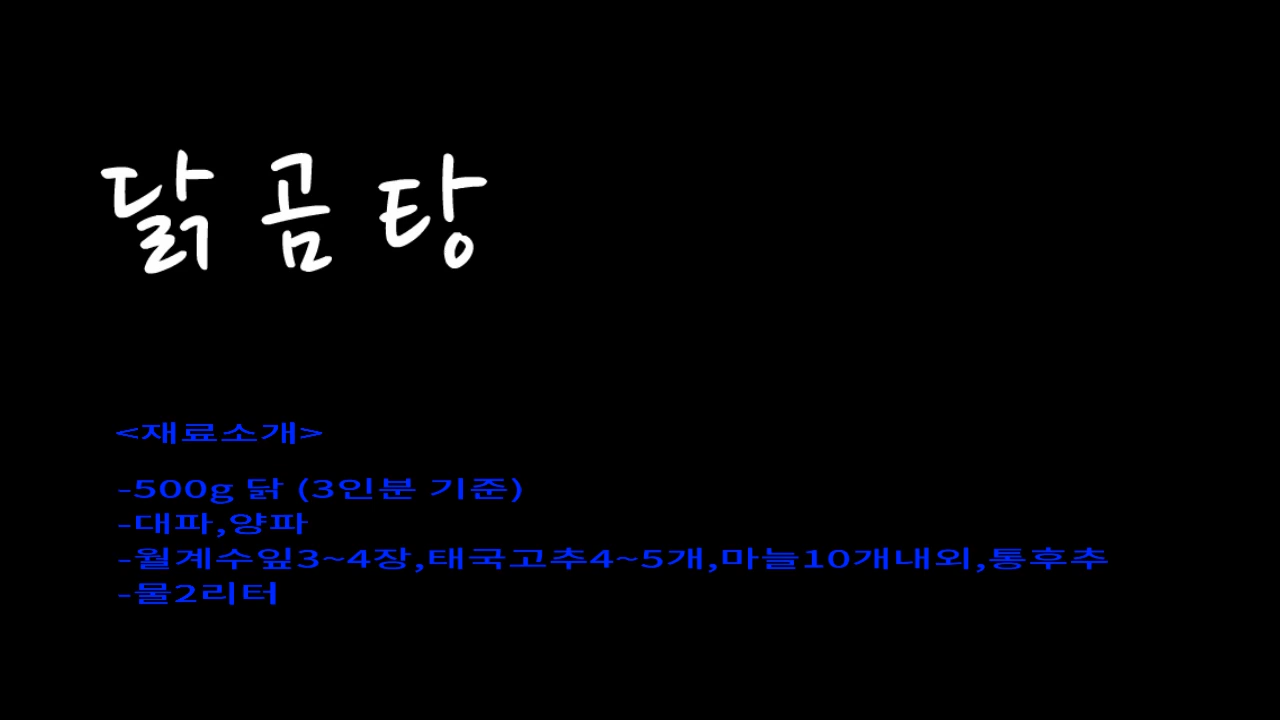 닭 곰 탕
<재료소개>
-500g 닭 (3인분 기준)
-대파,양파
-월계수잎3~4장,태국고추4~5개,마늘10개내외,통후추
-물2리터